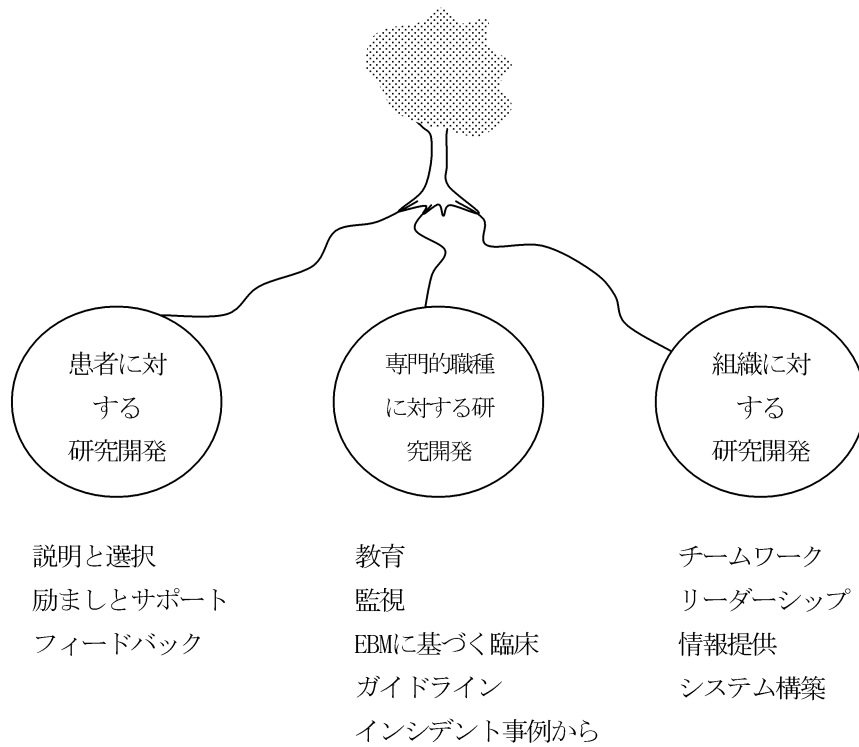 患者に対
する
研究開発
専門的職種
に対する研
究開発
組織に対
する
研究開発
説明と選択
励ましとサポート
フィードバック
教育
監視
EBMに基づく臨床
ガイドライン
インシデント事例から
チームワーク
リーダーシップ
情報提供
システム構築